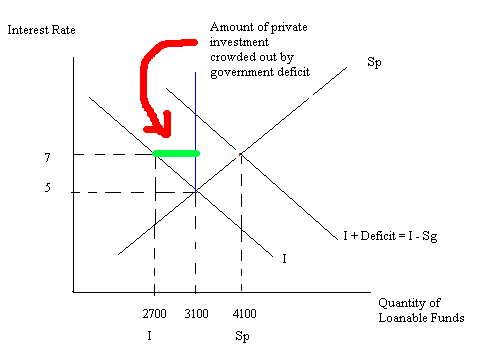 Interest Rate
Amount of private
investment
crowded out by
government deficit
Sp
7
5
I + Deficit = I - Sg
I
2700 3100 4100
I Sp
Quantity of
Loanable Funds